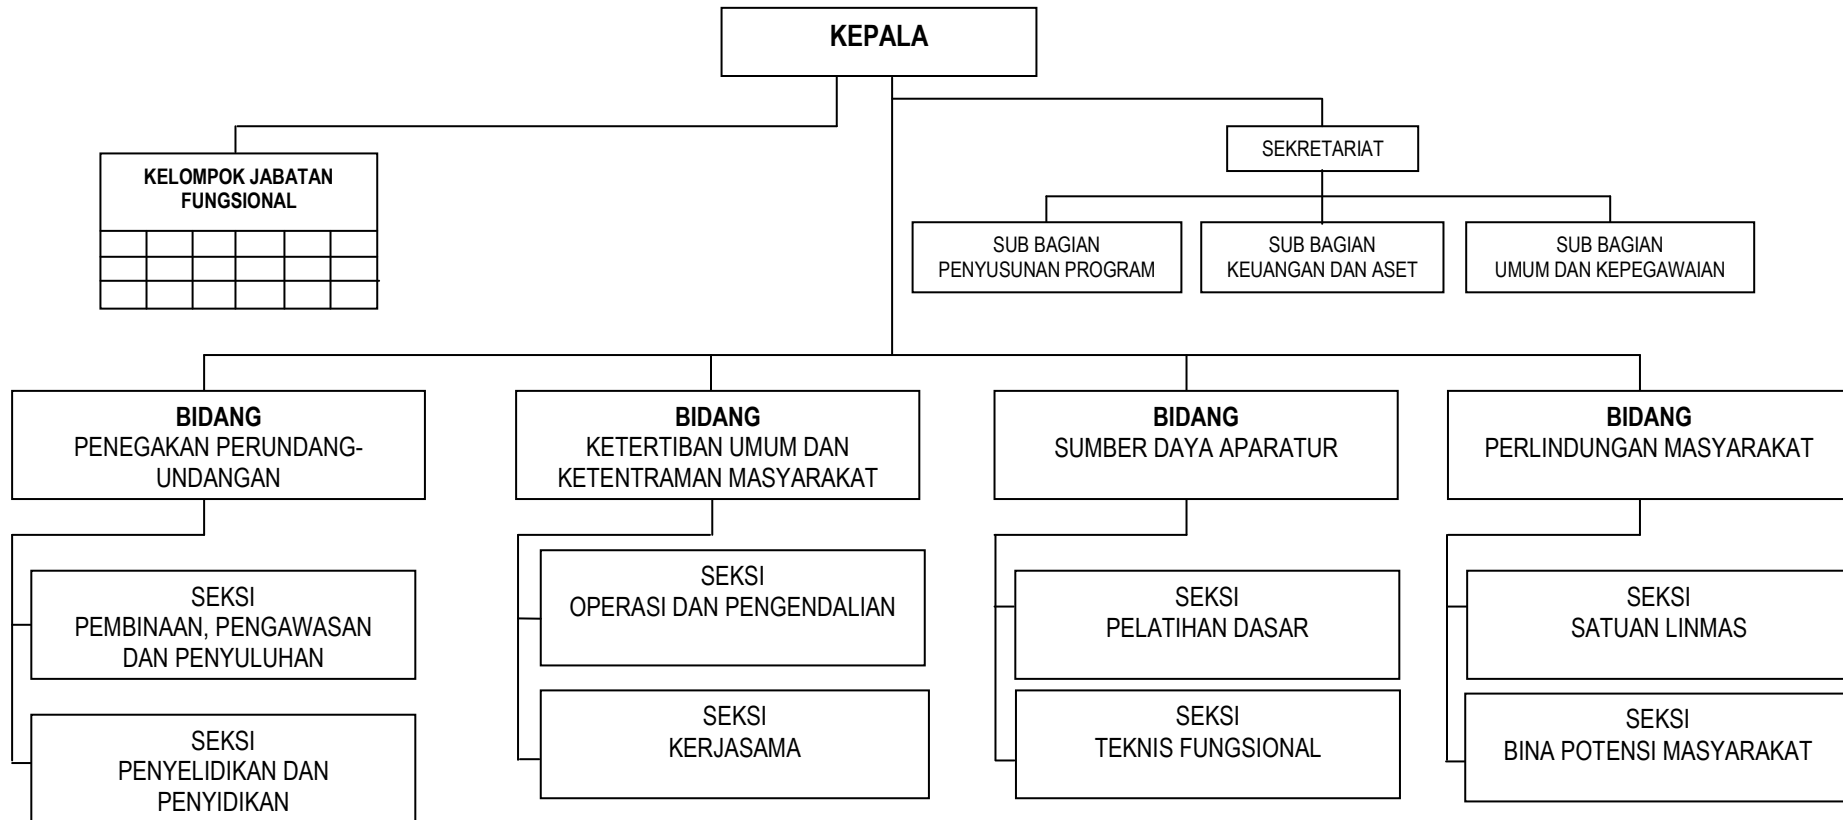 KEPALA
SEKRETARIAT
KELOMPOK JABATAN
FUNGSIONAL
SUB BAGIAN
PENYUSUNAN PROGRAM
SUB BAGIAN
KEUANGAN DAN ASET
SUB BAGIAN
UMUM DAN KEPEGAWAIAN
BIDANG
PENEGAKAN PERUNDANG-
UNDANGAN
BIDANG
KETERTIBAN UMUM DAN
KETENTRAMAN MASYARAKAT
BIDANG
SUMBER DAYA APARATUR
BIDANG
PERLINDUNGAN MASYARAKAT
SEKSI
PEMBINAAN, PENGAWASAN
DAN PENYULUHAN
SEKSI
OPERASI DAN PENGENDALIAN
SEKSI
PELATIHAN DASAR
SEKSI
SATUAN LINMAS
SEKSI
PENYELIDIKAN DAN
PENYIDIKAN
SEKSI
KERJASAMA
SEKSI
TEKNIS FUNGSIONAL
SEKSI
BINA POTENSI MASYARAKAT